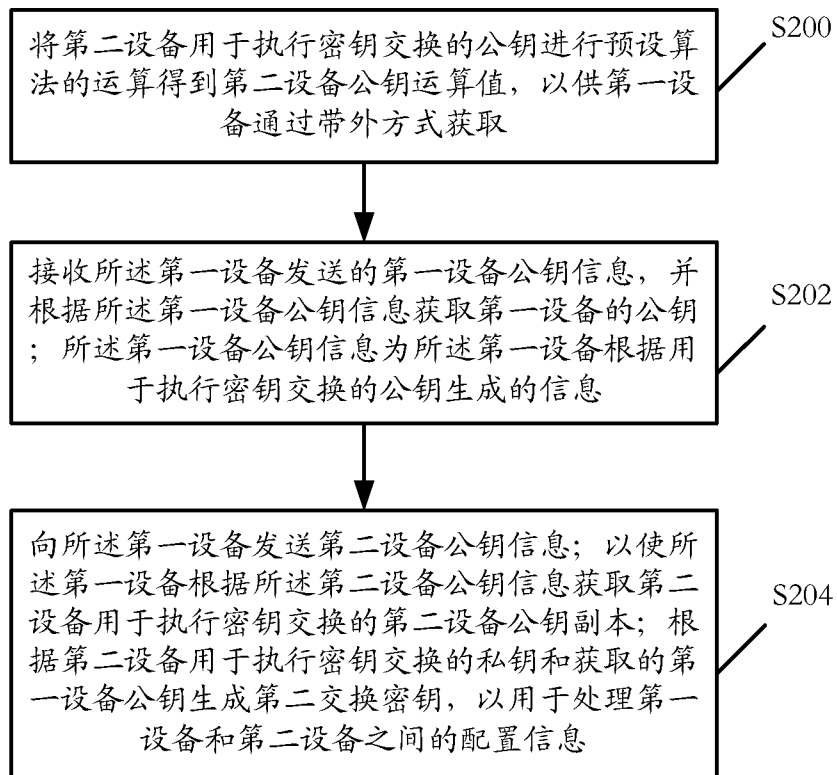 将第二设备用于执行密钥交换的公钥进行预设算
法的运算得到第二设备公钥运算值，以供第一设
备通过带外方式获取
S200
接收所述第一设备发送的第一设备公钥信息，并
根据所述第一设备公钥信息获取第一设备的公钥
；所述第一设备公钥信息为所述第一设备根据用
于执行密钥交换的公钥生成的信息
S202
向所述第一设备发送第二设备公钥信息；以使所
述第一设备根据所述第二设备公钥信息获取第二
设备用于执行密钥交换的第二设备公钥副本；根
据第二设备用于执行密钥交换的私钥和获取的第
一设备公钥生成第二交换密钥，以用于处理第一
设备和第二设备之间的配置信息
S204